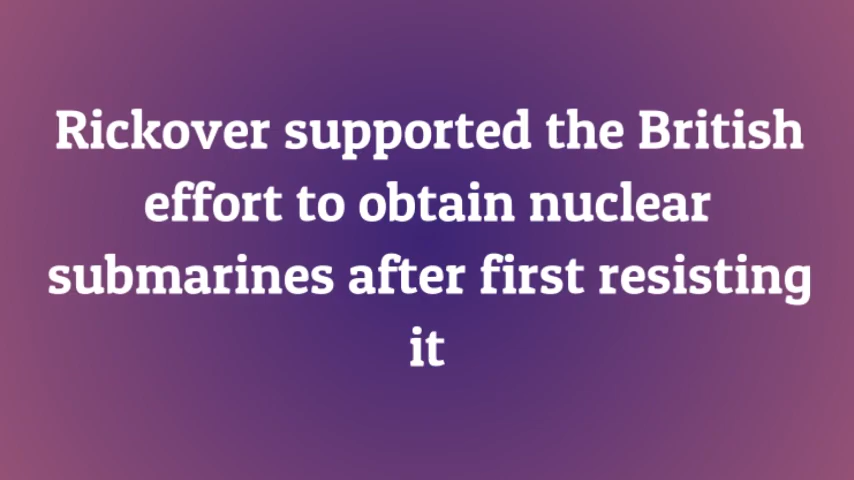 Rickover supported the British
effort to obtain nuclear
submarines after first resisting
it